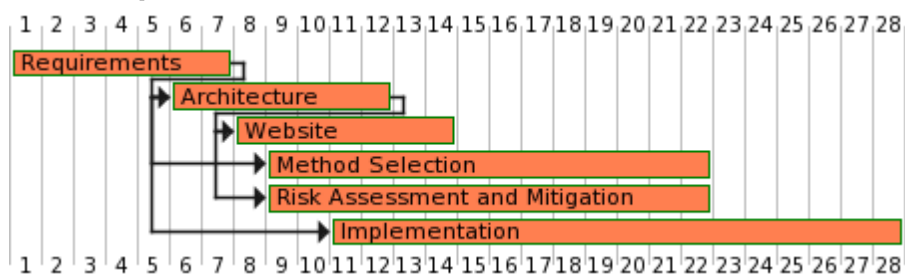 1 2 3 4 5 6 7 8 9 10 11 12 13 14 15 16 17 18 19 20 21 22 23 24 25 26 27 28
Requirements
Architecture
Website
Method Selection
Risk Assessment and Mitigation
Implementation
1 2 3 4 5 6 7 8 9 10 11 12 13 14 15 16 17 18 19 20 21 22 23 24 25 26 27 28